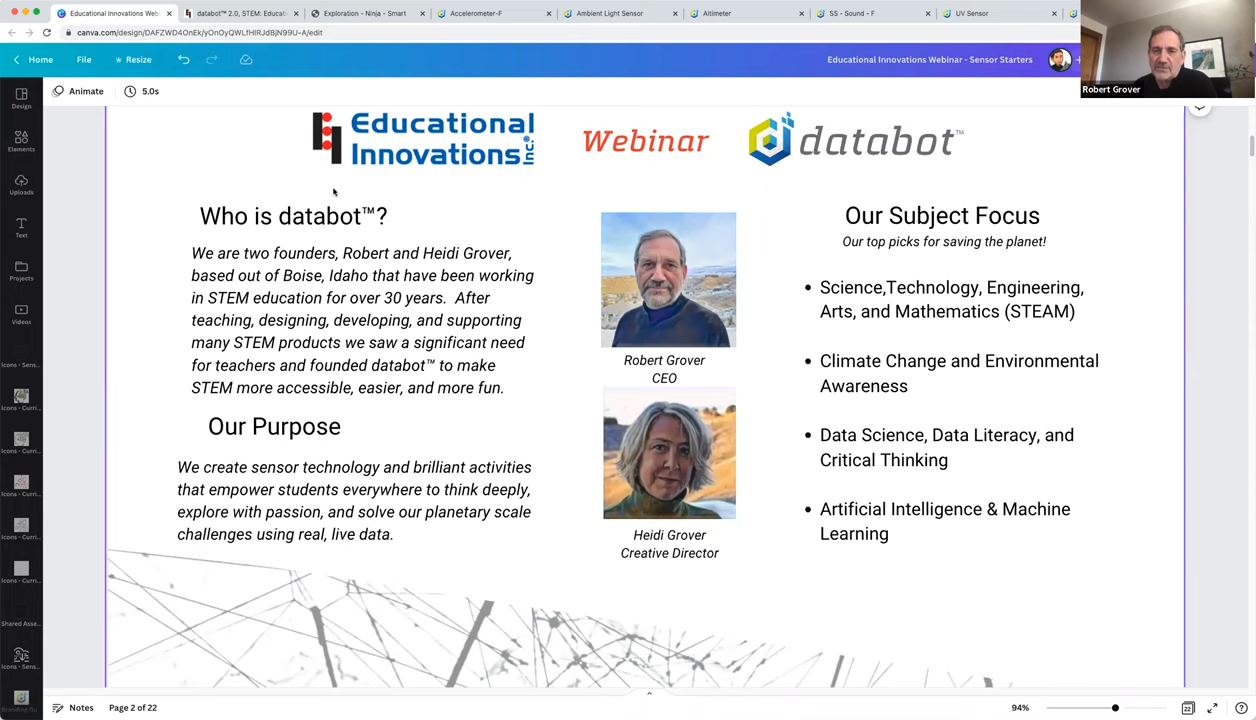 Educational Innovations Web
databot™ 2.0, STEM: Educat
Exploration - Ninja - Smart
Accelerometer-F
Ambient Light Sensor
Altimeter
SS - Sound - F
UV Sensor
canva.com/design/DAFZWD4OnEk/yOnOyQWLfHIRJdBjN99U-A/edit
Home
File
Resize
Educational Innovations Webinar - Sensor Starters
Robert Grover
Animate
5.0s
Design
Elements
Uploads
Text
Projects
Videos
Icons - Sens...
Icons - Curri...
Icons - Curri...
Icons - Curri...
Icons - Curri...
Icons - Curri...
Shared Asse...
Icons - Sens...
Educational
Innovations Inc.
Webinar
databot™
Who is databot™?
We are two founders, Robert and Heidi Grover,
based out of Boise, Idaho that have been working
in STEM education for over 30 years. After
teaching, designing, developing, and supporting
many STEM products we saw a significant need
for teachers and founded databot™ to make
STEM more accessible, easier, and more fun.
Our Purpose
We create sensor technology and brilliant activities
that empower students everywhere to think deeply,
explore with passion, and solve our planetary scale
challenges using real, live data.
Robert Grover
CEO
Heidi Grover
Creative Director
Our Subject Focus
Our top picks for saving the planet!
• Science,Technology, Engineering,
Arts, and Mathematics (STEAM)
• Climate Change and Environmental
Awareness
• Data Science, Data Literacy, and
Critical Thinking
• Artificial Intelligence & Machine
Learning
Notes
Page 2 of 22
94%
22